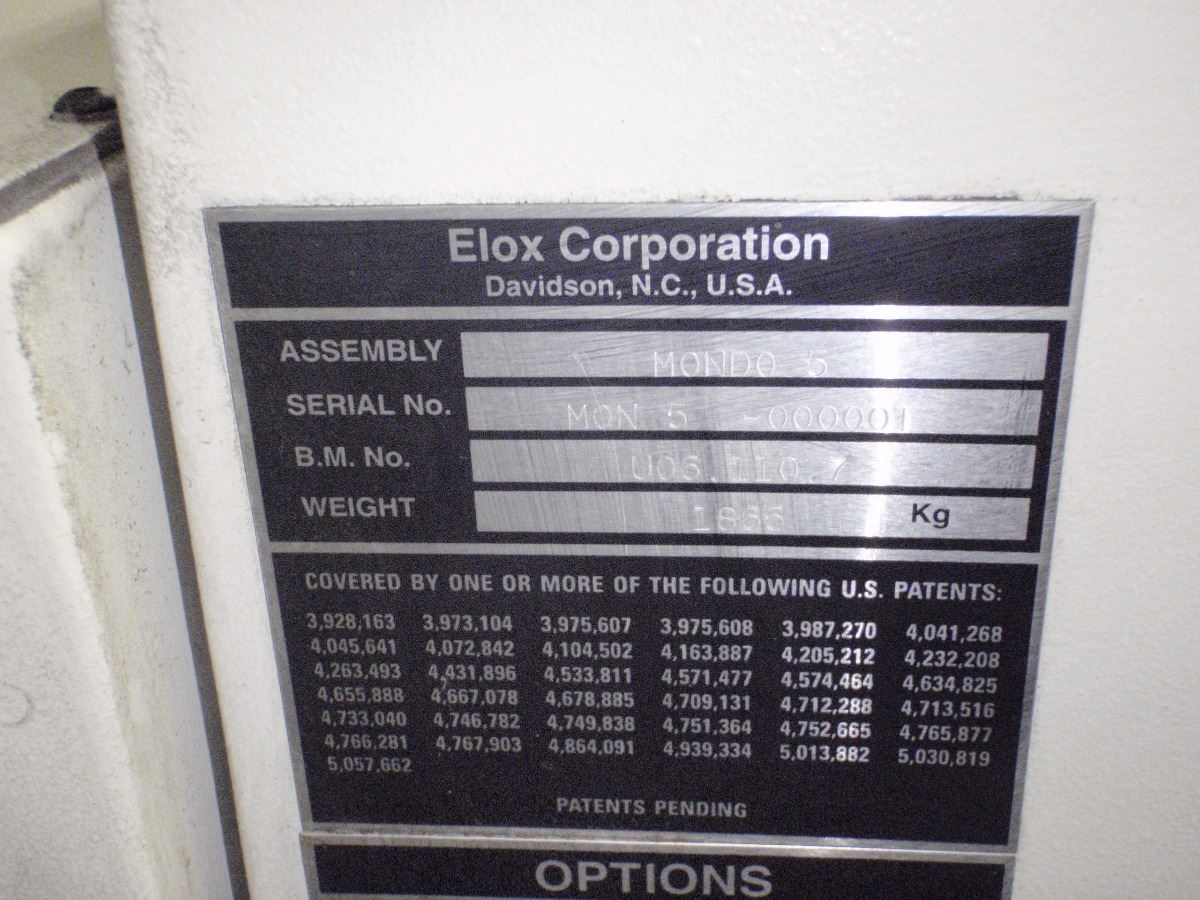 Elox Corporation
Davidson, N.C., U.S.A.
ASSEMBLY MONDO 5
SERIAL No. MON 5 -000001
B.M. No. U06.110.7
WEIGHT 1865 Kg
COVERED BY ONE OR MORE OF THE FOLLOWING U.S. PATENTS:
3,928,163 3,973,104 3,975,607 3,975,608 3,987,270 4,041,268
4,045,641 4,072,842 4,104,502 4,163,887 4,205,212 4,232,208
4,263,493 4,431,896 4,533,811 4,571,477 4,574,464 4,634,825
4,655,888 4,667,078 4,678,885 4,709,131 4,712,288 4,713,516
4,733,040 4,746,782 4,749,838 4,751,364 4,752,665 4,765,877
4,766,281 4,767,903 4,864,091 4,939,334 5,013,882 5,030,819
5,057,662
PATENTS PENDING
OPTIONS